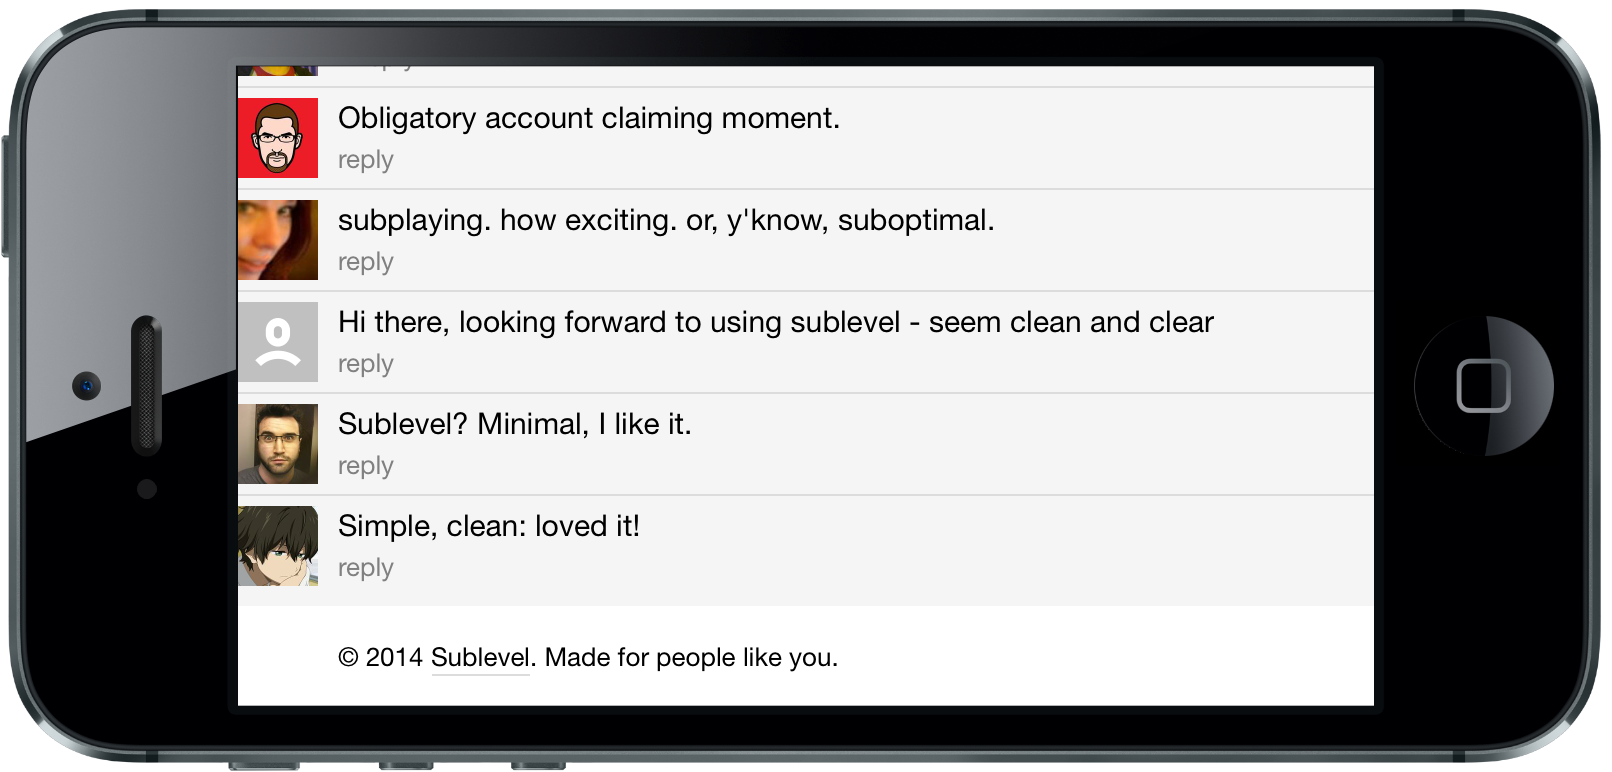 Obligatory account claiming moment.
reply
subplaying. how exciting. or, y'know, suboptimal.
reply
Hi there, looking forward to using sublevel - seem clean and clear
reply
Sublevel? Minimal, I like it.
reply
Simple, clean: loved it!
reply
© 2014 Sublevel. Made for people like you.